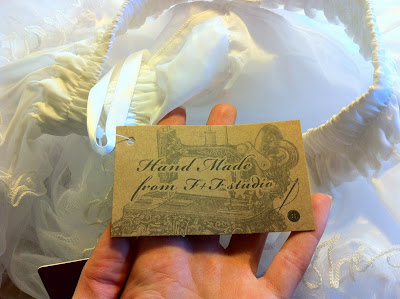 Hand Made
from F+F studio